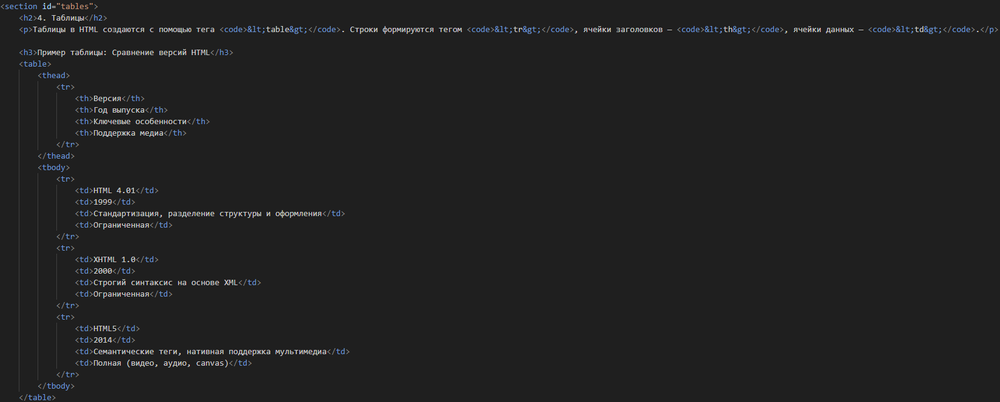 <section id="tables">
    <h2>4. Таблицы</h2>
    <p>Таблицы в HTML создаются с помощью тега <code>&lt;table&gt;</code>. Строки формируются тегом <code>&lt;tr&gt;</code>, ячейки заголовков — <code>&lt;th&gt;</code>, ячейки данных — <code>&lt;td&gt;</code>.</p>

    <h3>Пример таблицы: Сравнение версий HTML</h3>
    <table>
        <thead>
            <tr>
                <th>Версия</th>
                <th>Год выпуска</th>
                <th>Ключевые особенности</th>
                <th>Поддержка медиа</th>
            </tr>
        </thead>
        <tbody>
            <tr>
                <td>HTML 4.01</td>
                <td>1999</td>
                <td>Стандартизация, разделение структуры и оформления</td>
                <td>Ограниченная</td>
            </tr>
            <tr>
                <td>XHTML 1.0</td>
                <td>2000</td>
                <td>Строгий синтаксис на основе XML</td>
                <td>Ограниченная</td>
            </tr>
            <tr>
                <td>HTML5</td>
                <td>2014</td>
                <td>Семантические теги, нативная поддержка мультимедиа</td>
                <td>Полная (видео, аудио, canvas)</td>
            </tr>
        </tbody>
    </table>